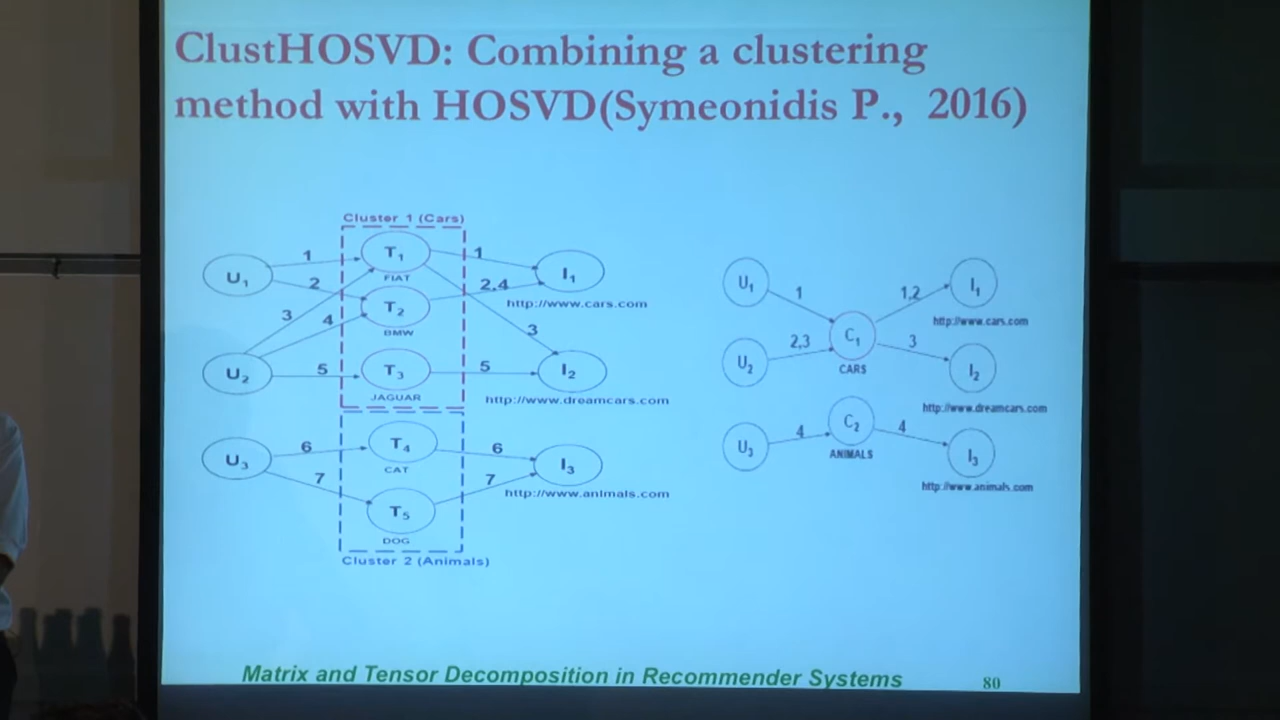 ClustHOSVD: Combining a clustering
method with HOSVD(Symeonidis P., 2016)
Cluster 1 (Cars)
U1
U2
U3
1
2
3
4
5
6
7
T1
FIAT
T2
BMW
T3
JAGUAR
T4
CAT
T5
DOG
Cluster 2 (Animals)
1
2,4
3
5
6
7
I1
http://www.cars.com
I2
http://www.dreamcars.com
I3
http://www.animals.com
U1
U2
U3
1
2,3
4
C1
CARS
C2
ANIMALS
1,2
3
4
I1
http://www.cars.com
I2
http://www.dreamcars.com
I3
http://www.animals.com
Matrix and Tensor Decomposition in Recommender Systems
80